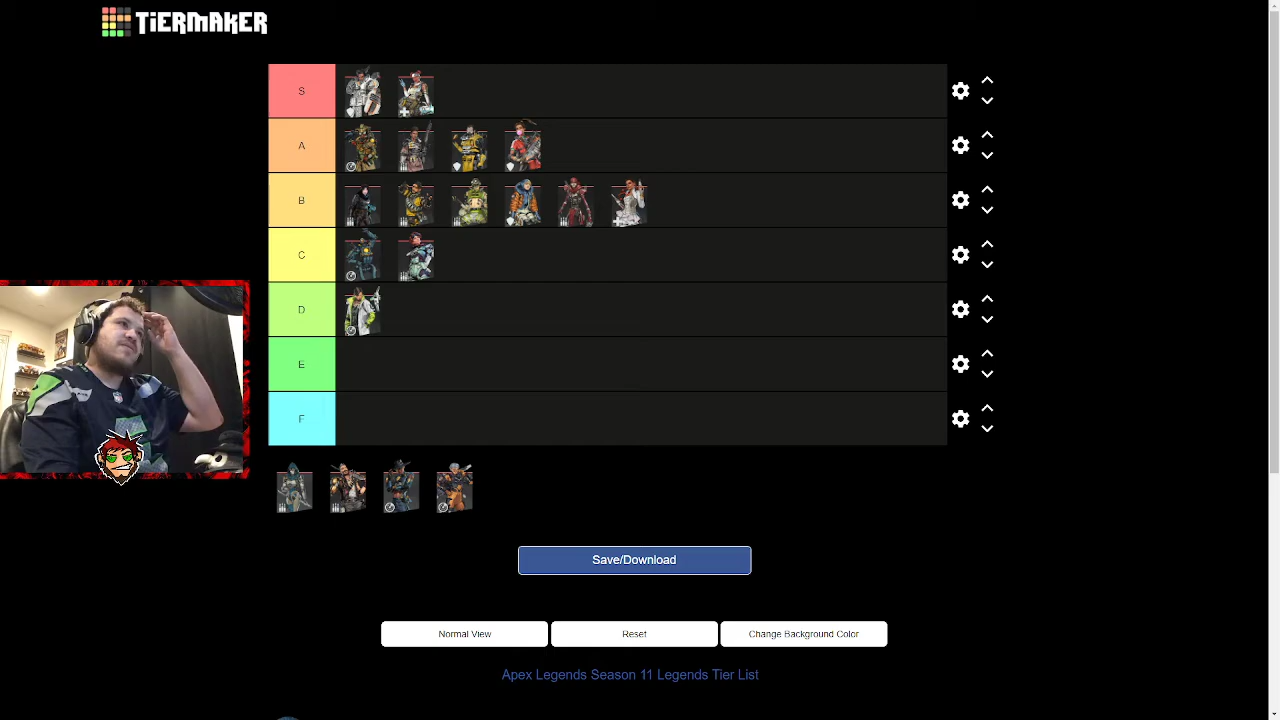 TiERMAKER
S
A
B
C
D
E
F
Save/Download
Normal View
Reset
Change Background Color
Apex Legends Season 11 Legends Tier List